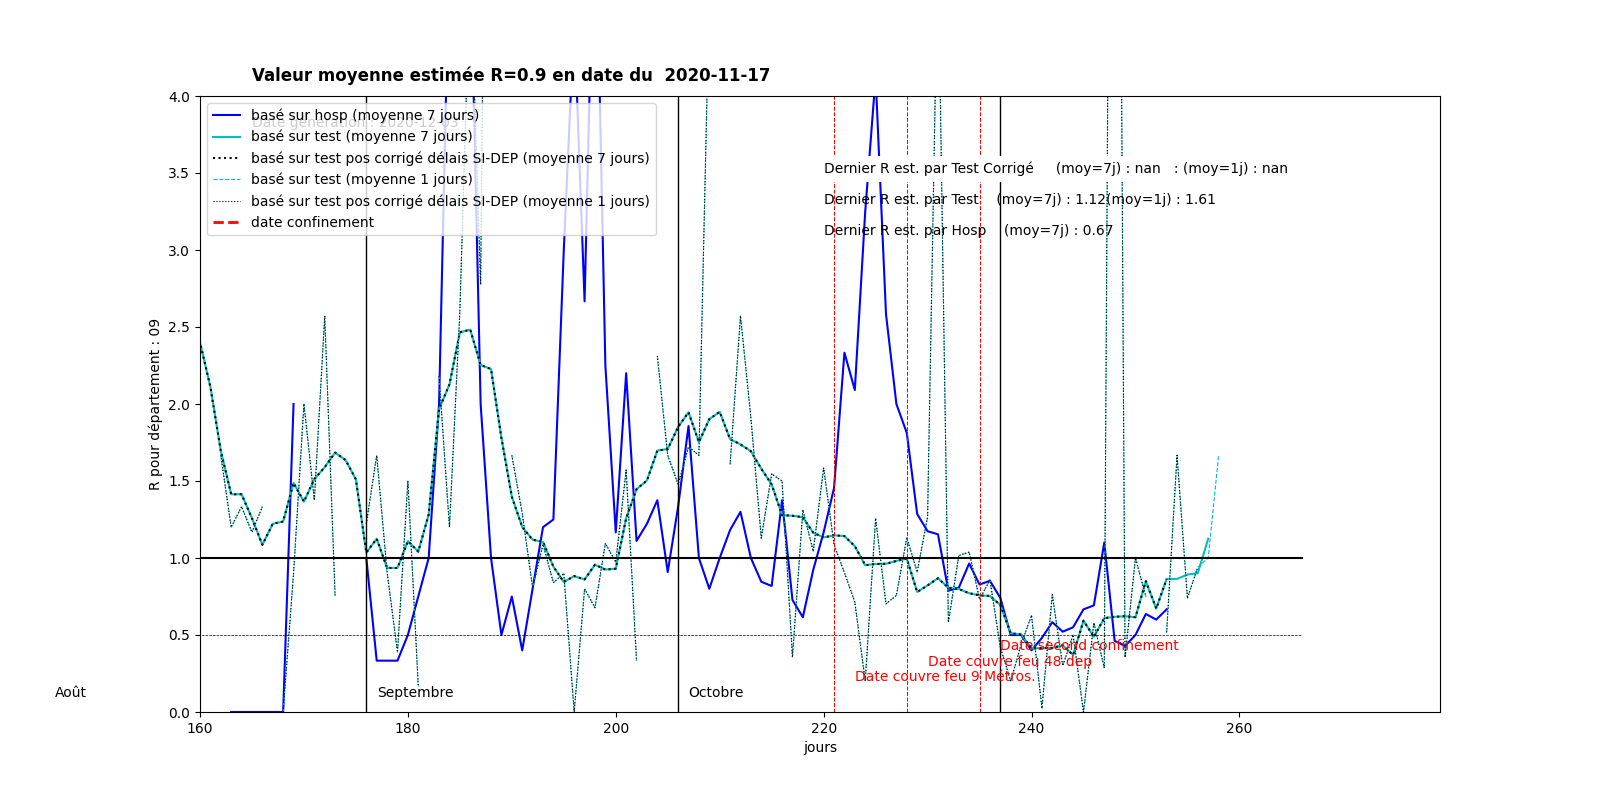 Valeur moyenne estimée R=0.9 en date du  2020-11-17
4.0
3.5
3.0
2.5
2.0
1.5
1.0
0.5
0.0
R pour département : 09
basé sur hosp (moyenne 7 jours)
basé sur test (moyenne 7 jours)
basé sur test pos corrigé délais SI-DEP (moyenne 7 jours)
basé sur test (moyenne 1 jours)
basé sur test pos corrigé délais SI-DEP (moyenne 1 jours)
date confinement
Dernier R est. par Test Corrigé (moy=7j) : nan : (moy=1j) : nan
Dernier R est. par Test (moy=7j) : 1.12(moy=1j) : 1.61
Dernier R est. par Hosp (moy=7j) : 0.67
Date second confinement
Date couvre feu 48 dep
Date couvre feu 9 Métros.
Août
Septembre
Octobre
160
180
200
220
240
260
jours